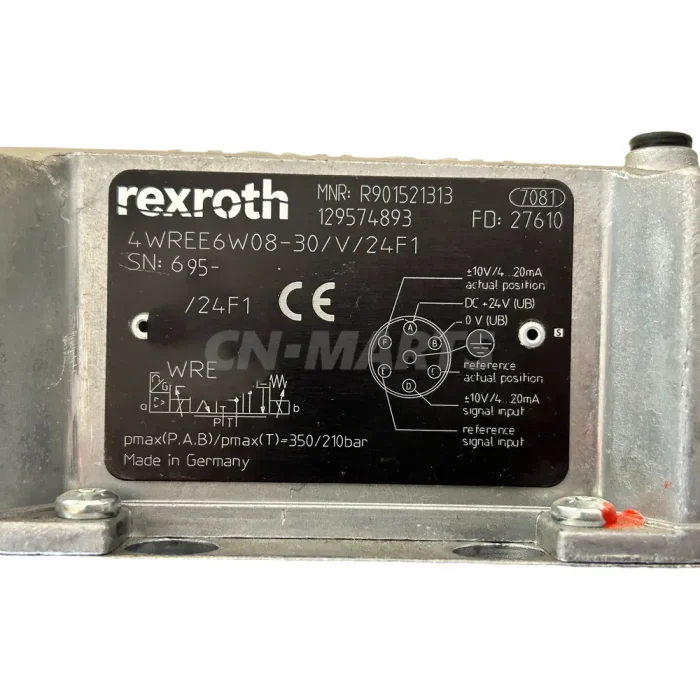 rexroth
MNR: R901521313
7081
129574893
FD: 27610
4WREE6W08-30/V/24F1
SN: 695-
/24F1
CE
CN-MARTS
S
WRE
G
a
b
P T
T
±10V/4...20mA
actual position
DC +24V (UB)
0 V (UB)
reference
actual position
±10V/4...20mA
signal input
reference
signal input
A
B
C
D
E
F
pmax(P.A.B)/pmax(T)=350/210bar
Made in Germany